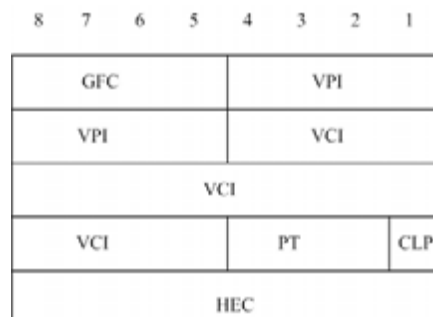 8 7 6 5 4 3 2 1
GFC VPI
VPI VCI
VCI
VCI PT CLP
HEC